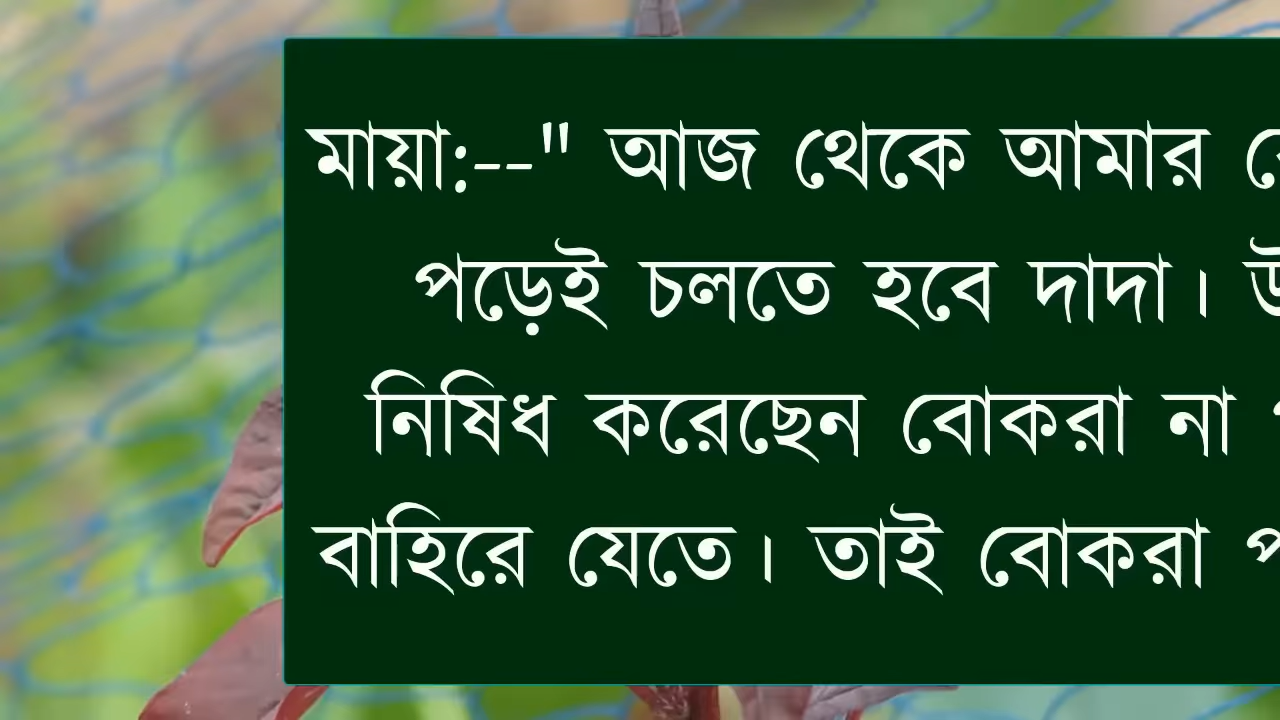 মায়া:--" আজ থেকে আমার
পড়েই চলতে হবে দাদা।
নিষিধ করেছেন বোকরা না
বাহিরে যেতে। তাই বোকরা